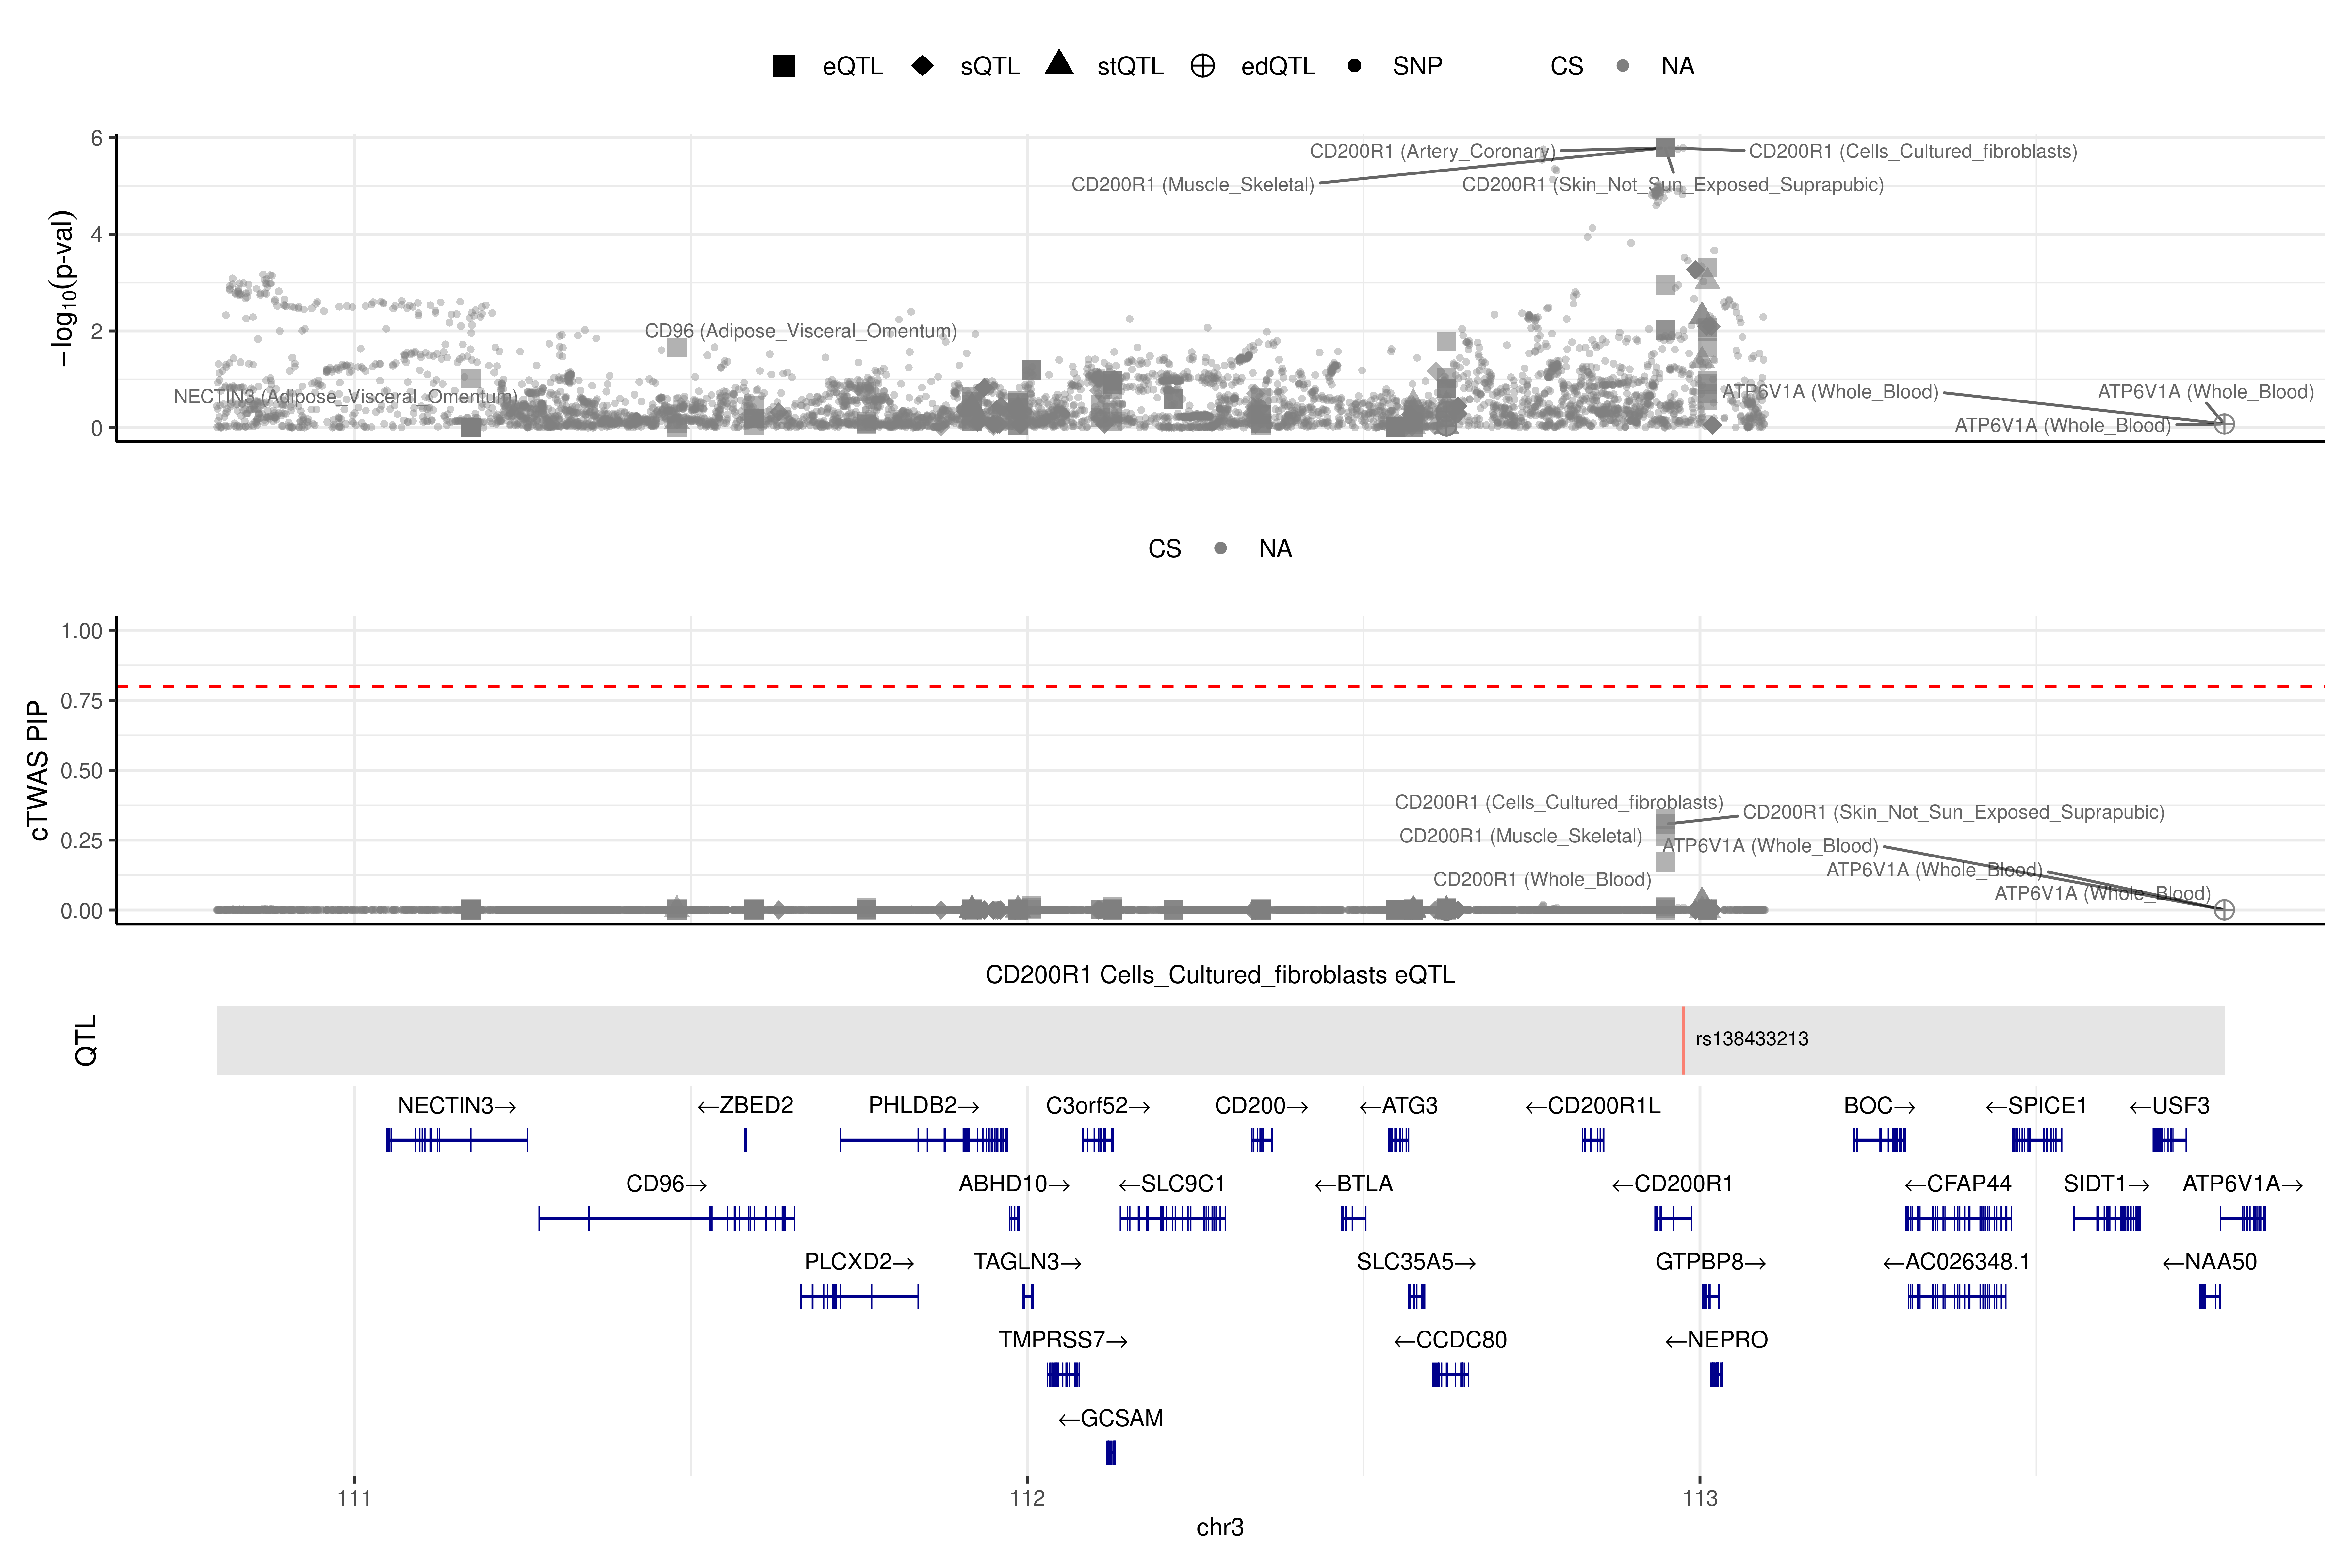 eQTL sQTL stQTL edQTL SNP CS NA
6
4
2
0
−log10(p-val)
CD200R1 (Artery_Coronary)
CD200R1 (Cells_Cultured_fibroblasts)
CD200R1 (Muscle_Skeletal)
CD200R1 (Skin_Not_Sun_Exposed_Suprapubic)
CD96 (Adipose_Visceral_Omentum)
NECTIN3 (Adipose_Visceral_Omentum)
ATP6V1A (Whole_Blood)
ATP6V1A (Whole_Blood)
ATP6V1A (Whole_Blood)
CS NA
1.00
0.75
0.50
0.25
0.00
cTWAS PIP
CD200R1 (Cells_Cultured_fibroblasts)
CD200R1 (Skin_Not_Sun_Exposed_Suprapubic)
CD200R1 (Muscle_Skeletal)
ATP6V1A (Whole_Blood)
ATP6V1A (Whole_Blood)
CD200R1 (Whole_Blood)
ATP6V1A (Whole_Blood)
CD200R1 Cells_Cultured_fibroblasts eQTL
QTL
rs138433213
NECTIN3→ ←ZBED2 PHLDB2→ C3orf52→ CD200→ ←ATG3 ←CD200R1L BOC→ ←SPICE1 ←USF3
CD96→ ABHD10→ ←SLC9C1 ←BTLA ←CD200R1 ←CFAP44 SIDT1→ ATP6V1A→
PLCXD2→ TAGLN3→ SLC35A5→ GTPBP8→ ←AC026348.1 ←NAA50
TMPRSS7→ ←CCDC80 ←NEPRO
←GCSAM
111 112 113
chr3